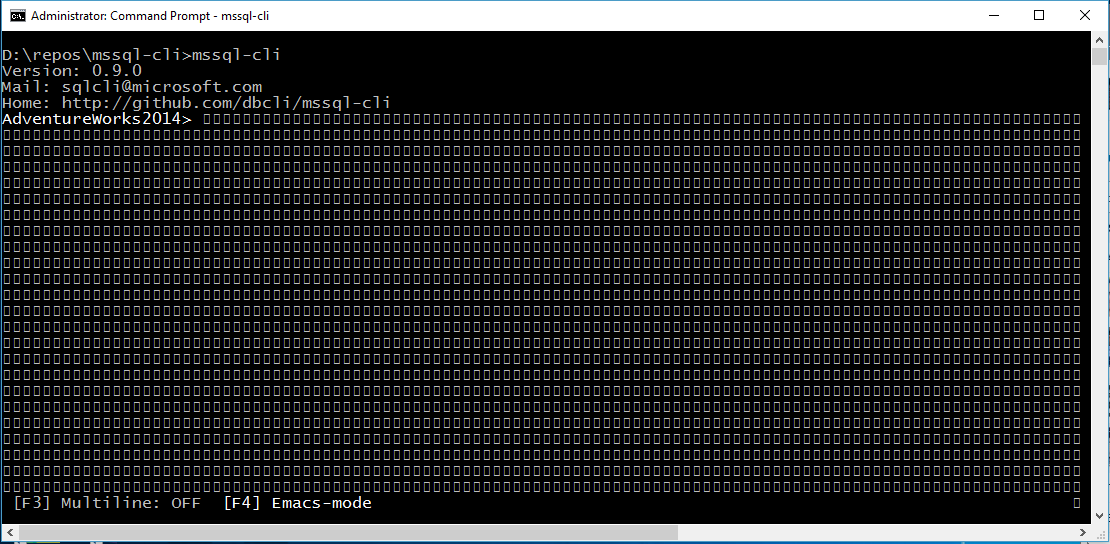 Administrator: Command Prompt - mssql-cli
D:\repos\mssql-cli>mssql-cli
Version: 0.9.0
Mail: sqlcli@microsoft.com
Home: http://github.com/dbcli/mssql-cli
AdventureWorks2014>
[F3] Multiline: OFF [F4] Emacs-mode